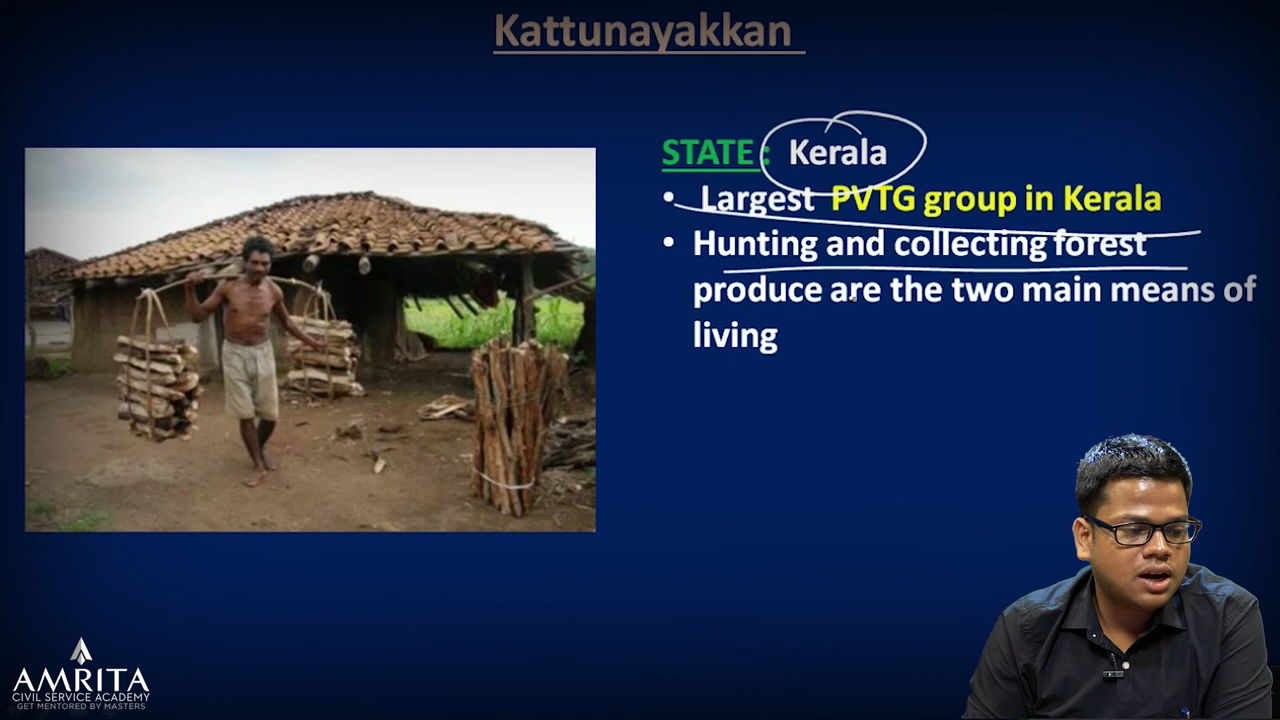 Kattunayakkan
STATE : Kerala
• Largest PVTG group in Kerala
• Hunting and collecting forest
produce are the two main means of
living
AMRITA
CIVIL SERVICE ACADEMY
GET MENTORED BY MASTERS